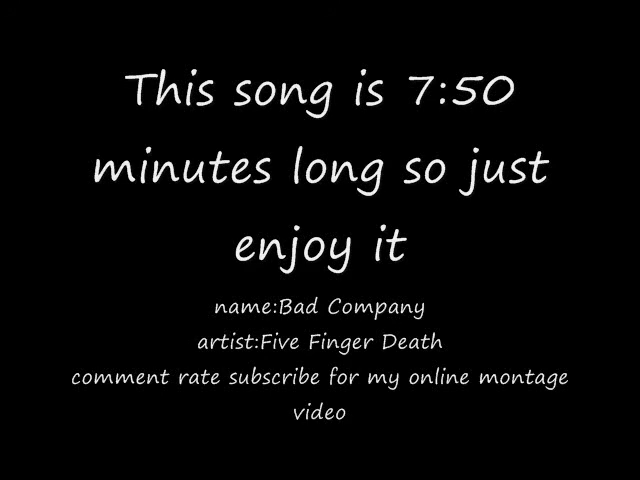 This song is 7:50
minutes long so just
enjoy it
name:Bad Company
artist:Five Finger Death
comment rate subscribe for my online montage
video